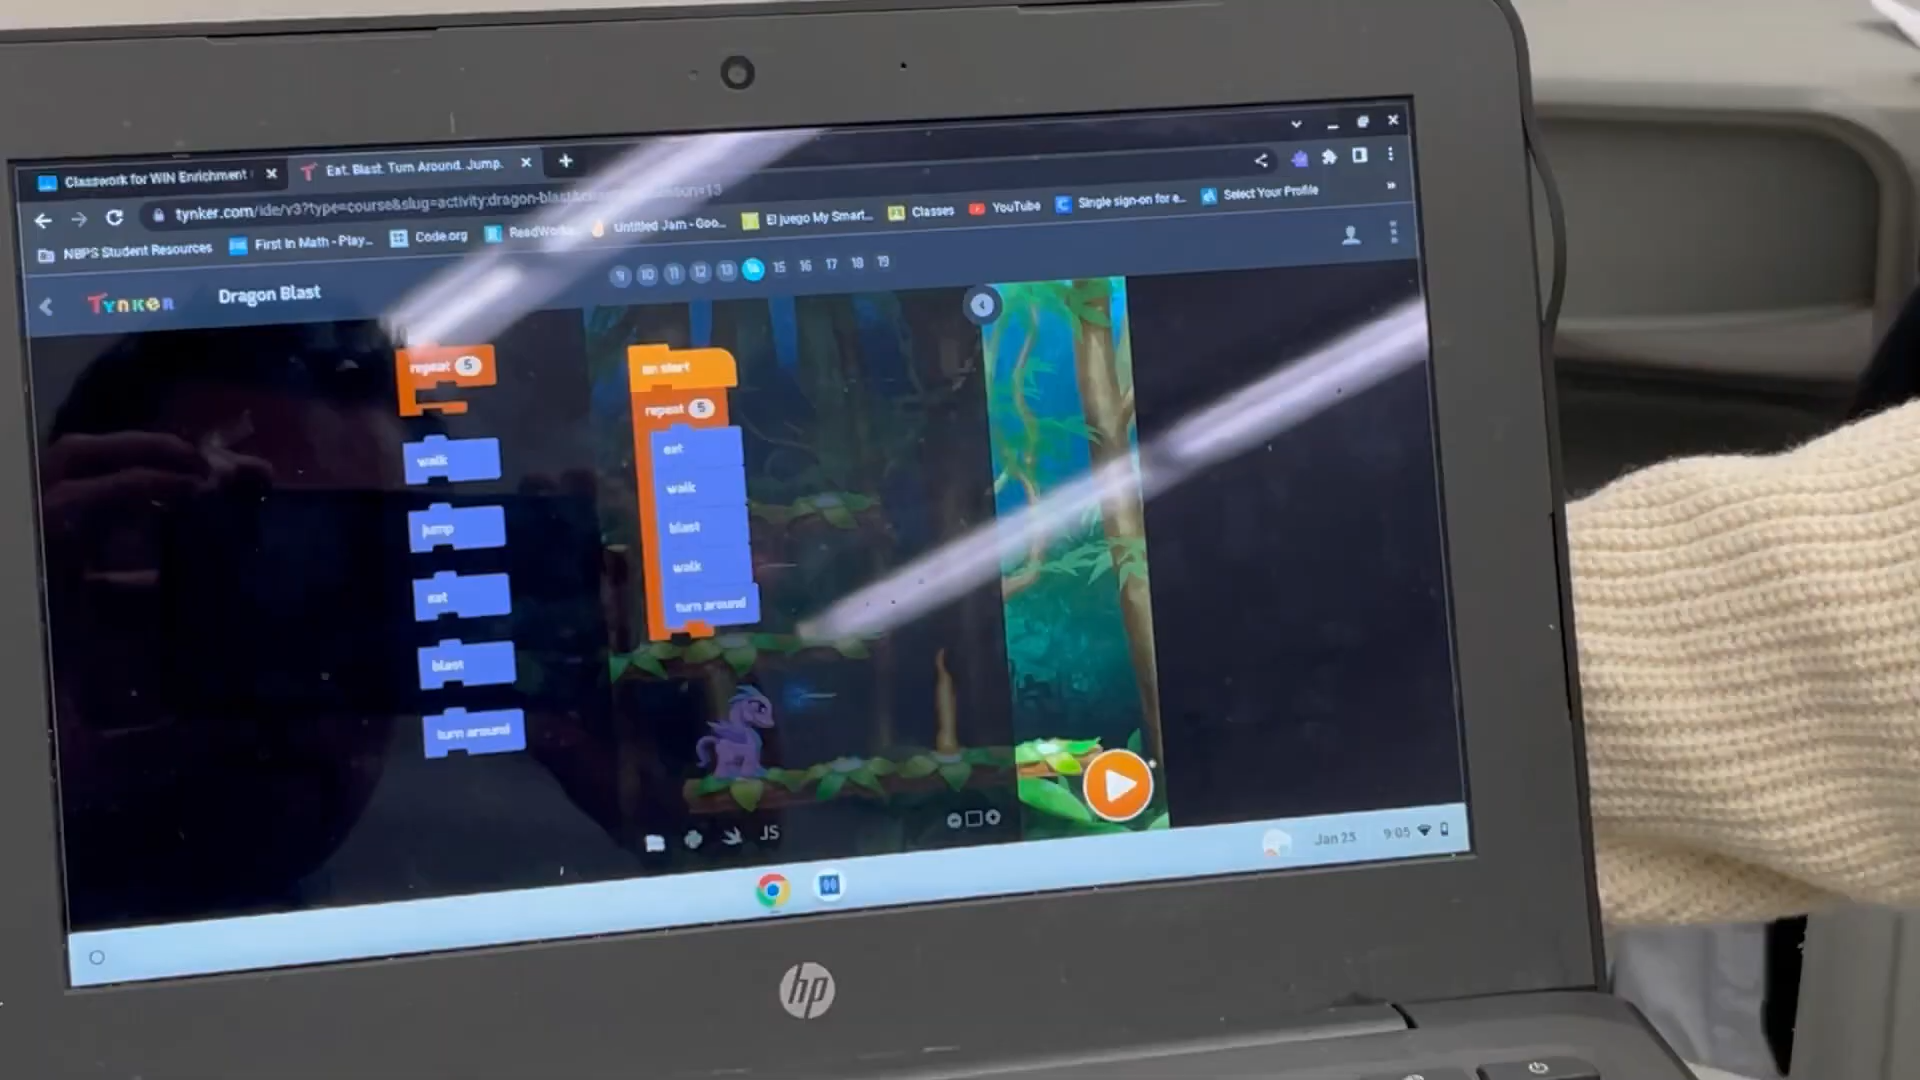 Classwork for WIN Enrichment
Eat. Blast. Turn Around. Jump.
tynker.com/ide/v3?type=course&slug=activity:dragon-blast
NBPS Student Resources
First In Math - Play...
Code.org
Untitled Jam - Goo...
El juego My Smart...
Classes
YouTube
Single sign-on for e...
Select Your Profile
TYNKER
Dragon Blast
9 10 11 12 13 14 15 16 17 18 19
repeat 5
walk
jump
eat
blast
turn around
on start
repeat 5
eat
walk
blast
walk
turn around
JS
Jan 25
9:05
hp